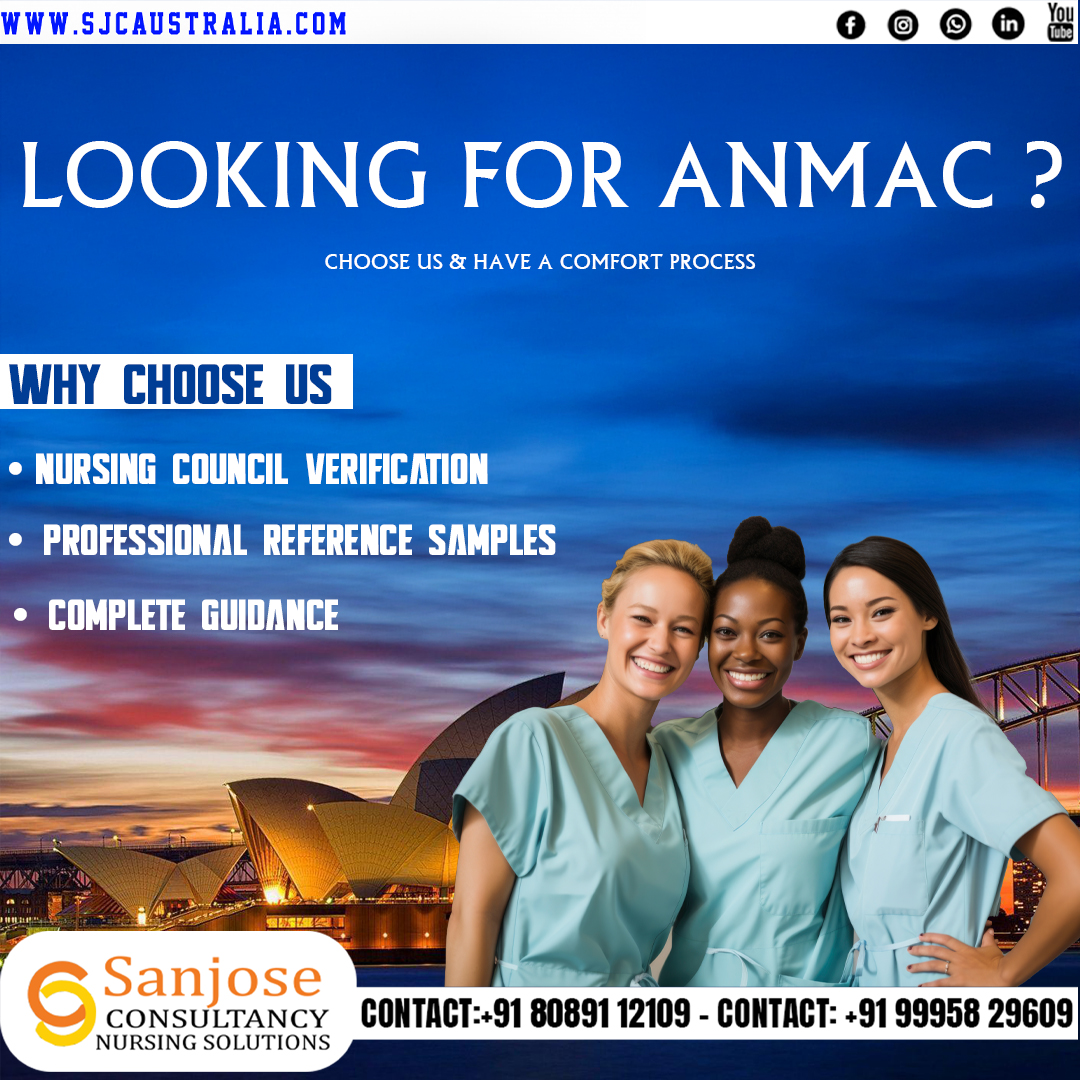 WWW.SJCAUSTRALIA.COM
You
Tube
LOOKING FOR ANMAC ?
CHOOSE US & HAVE A COMFORT PROCESS
WHY CHOOSE US
• NURSING COUNCIL VERIFICATION
• PROFESSIONAL REFERENCE SAMPLES
• COMPLETE GUIDANCE
Sanjose
CONSULTANCY
NURSING SOLUTIONS
CONTACT:+91 80891 12109 - CONTACT: +91 99958 29609